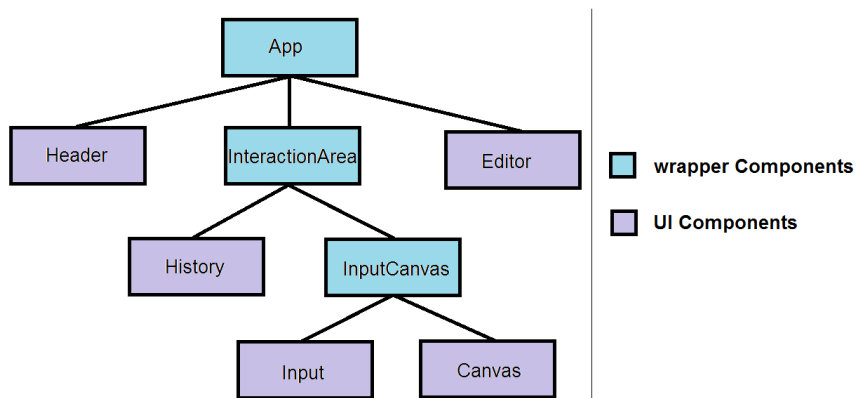 App
Header
InteractionArea
Editor
wrapper Components
UI Components
History
InputCanvas
Input
Canvas